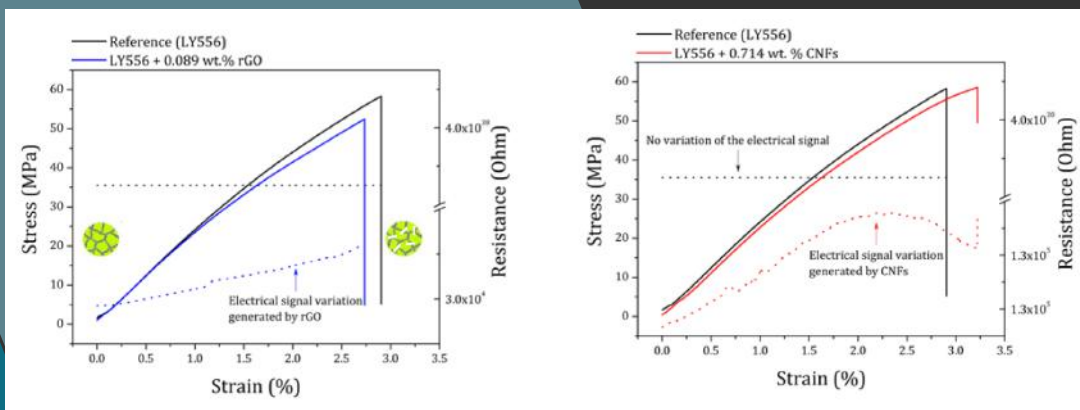 Reference (LY556)
LY556 + 0.089 wt.% rGO
Stress (MPa)
60
50
40
30
20
10
0
4.0x10^30
3.0x10^4
Resistance (Ohm)
Electrical signal variation
generated by rGO
0.0 0.5 1.0 1.5 2.0 2.5 3.0 3.5
Strain (%)
Reference (LY556)
LY556 + 0.714 wt. % CNFs
Stress (MPa)
60
50
40
30
20
10
0
No variation of the electrical signal
Electrical signal variation
generated by CNFs
1.3x10^5
1.3x10^5
Resistance (Ohm)
0.0 0.5 1.0 1.5 2.0 2.5 3.0 3.5
Strain (%)